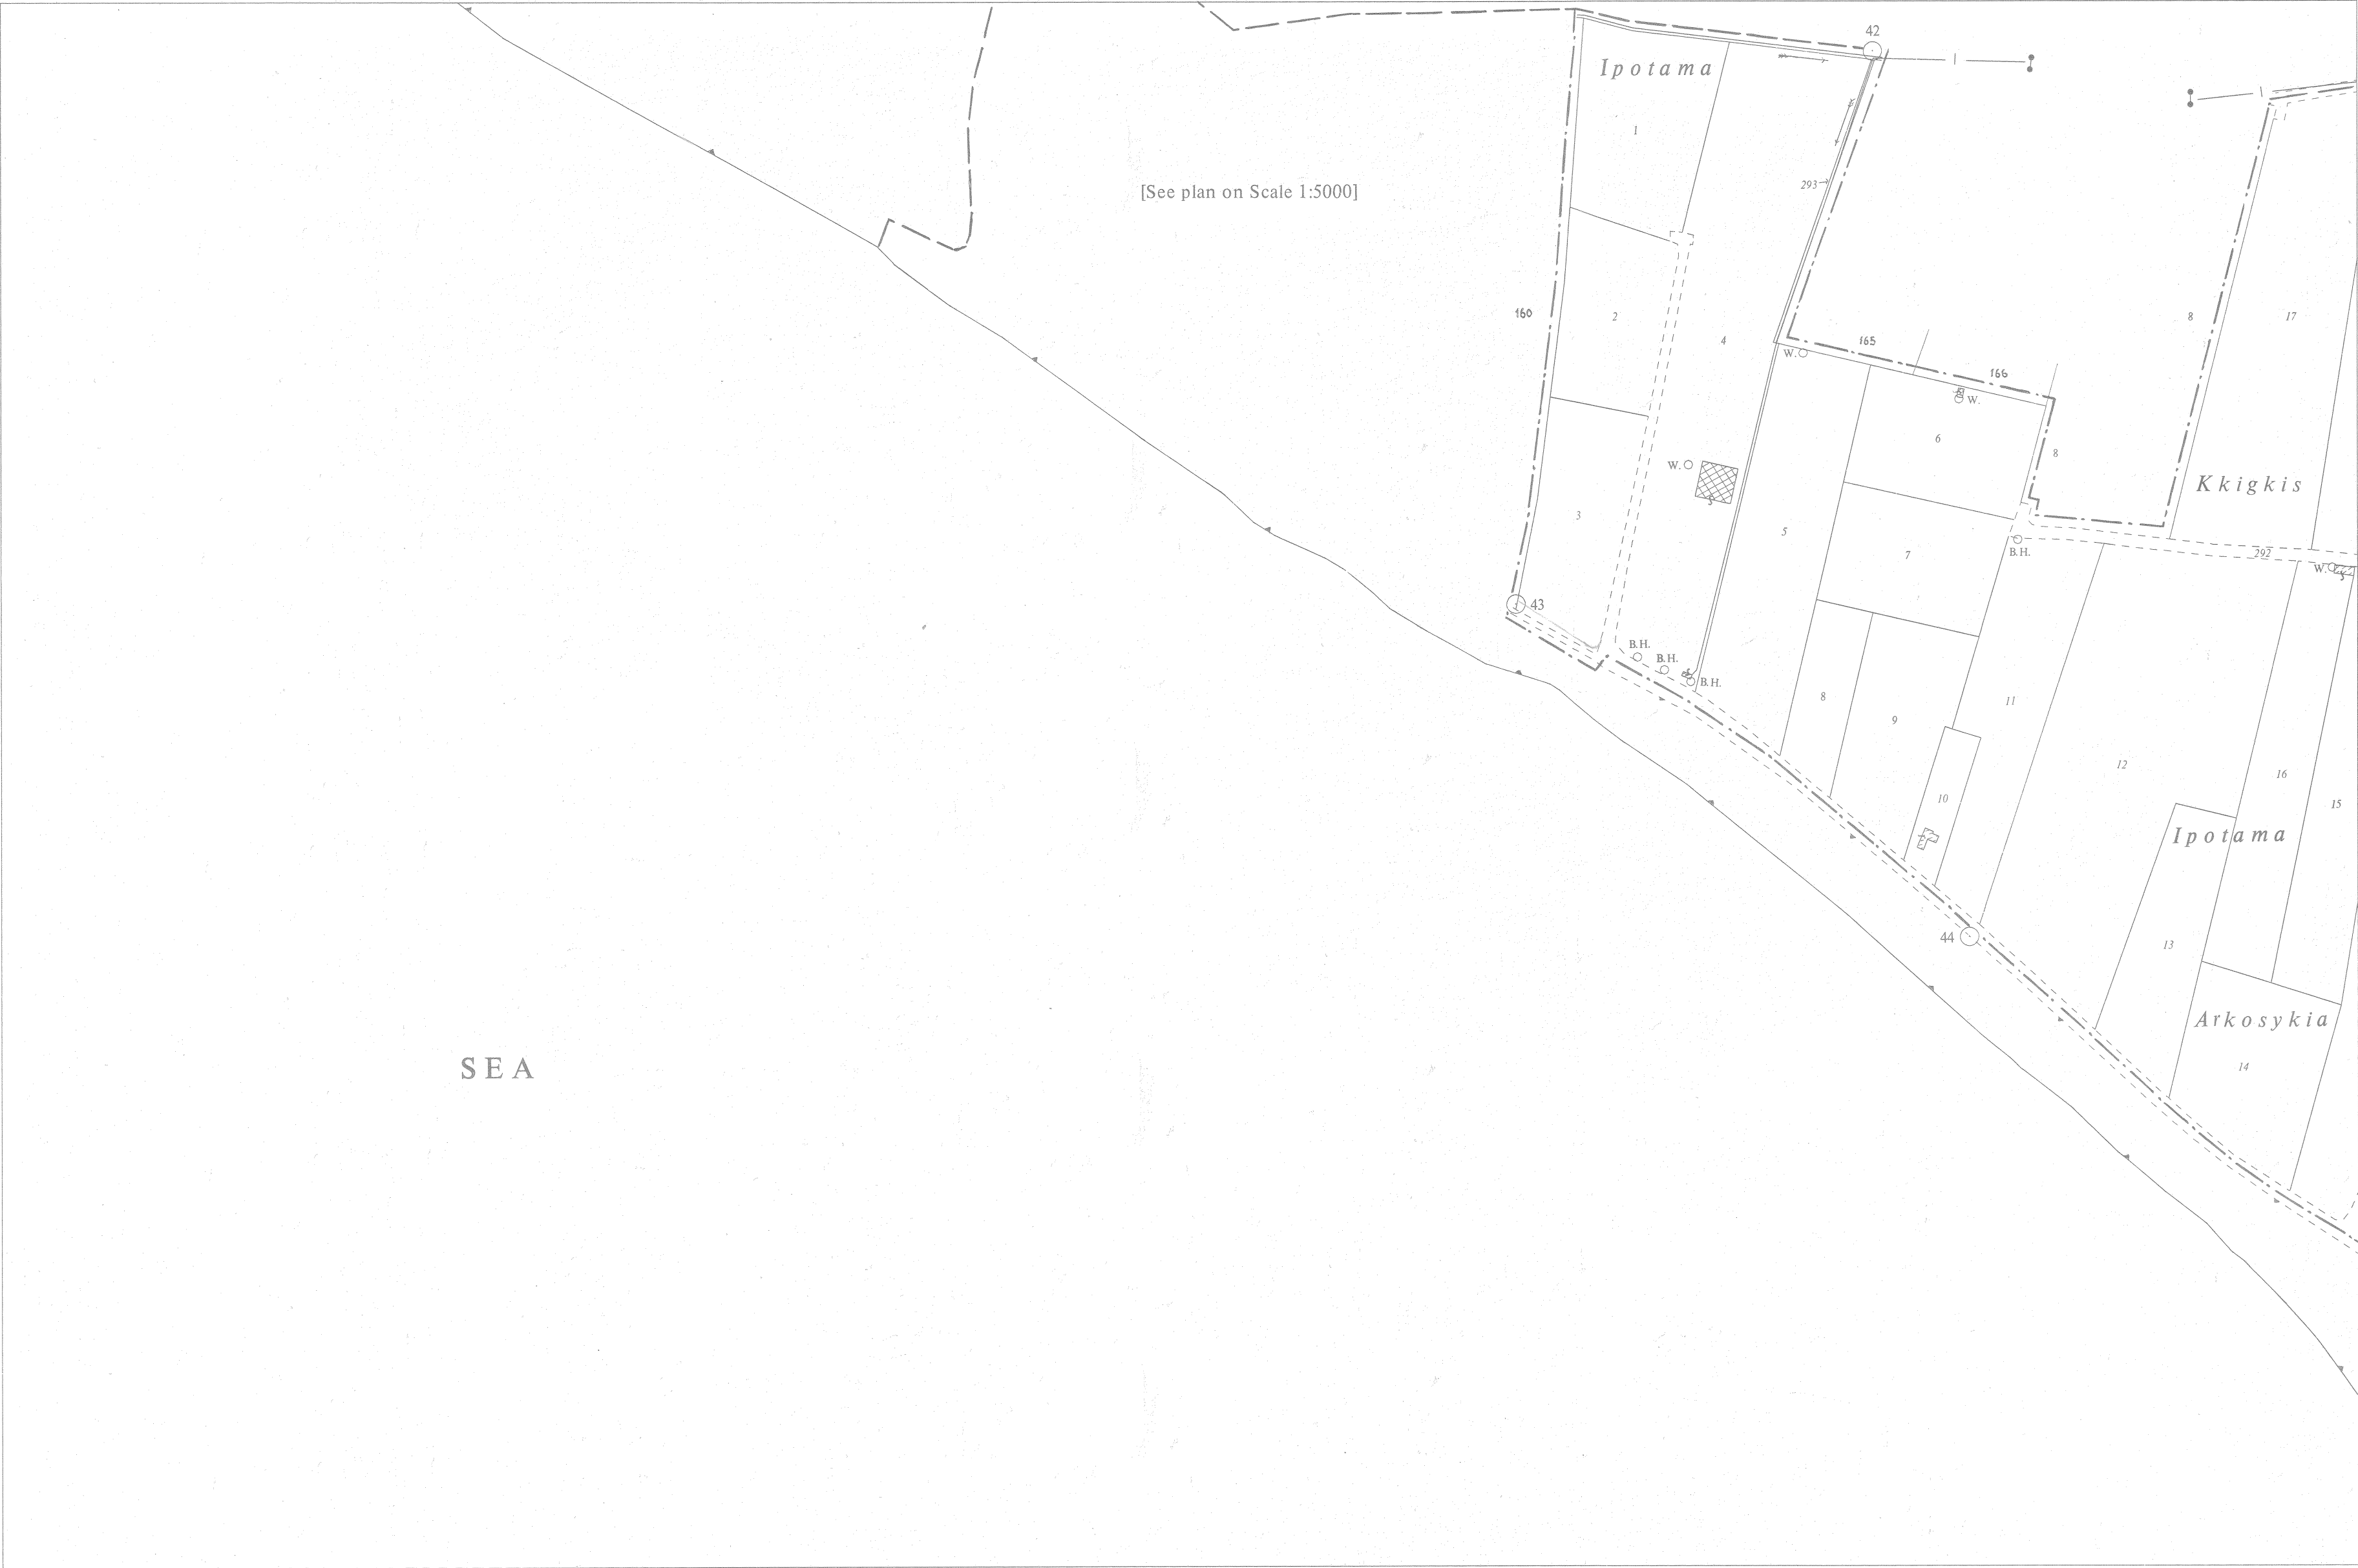 42
Ipotama
1
[See plan on Scale 1:5000]
293
160
2
4
8
17
W.
165
166
W.
6
8
W.
Kkigkis
3
5
7
B.H.
292
W.
43
B.H.
B.H.
B.H.
8
9
11
12
16
10
15
Ipotama
44
13
Arkosykia
SEA
14